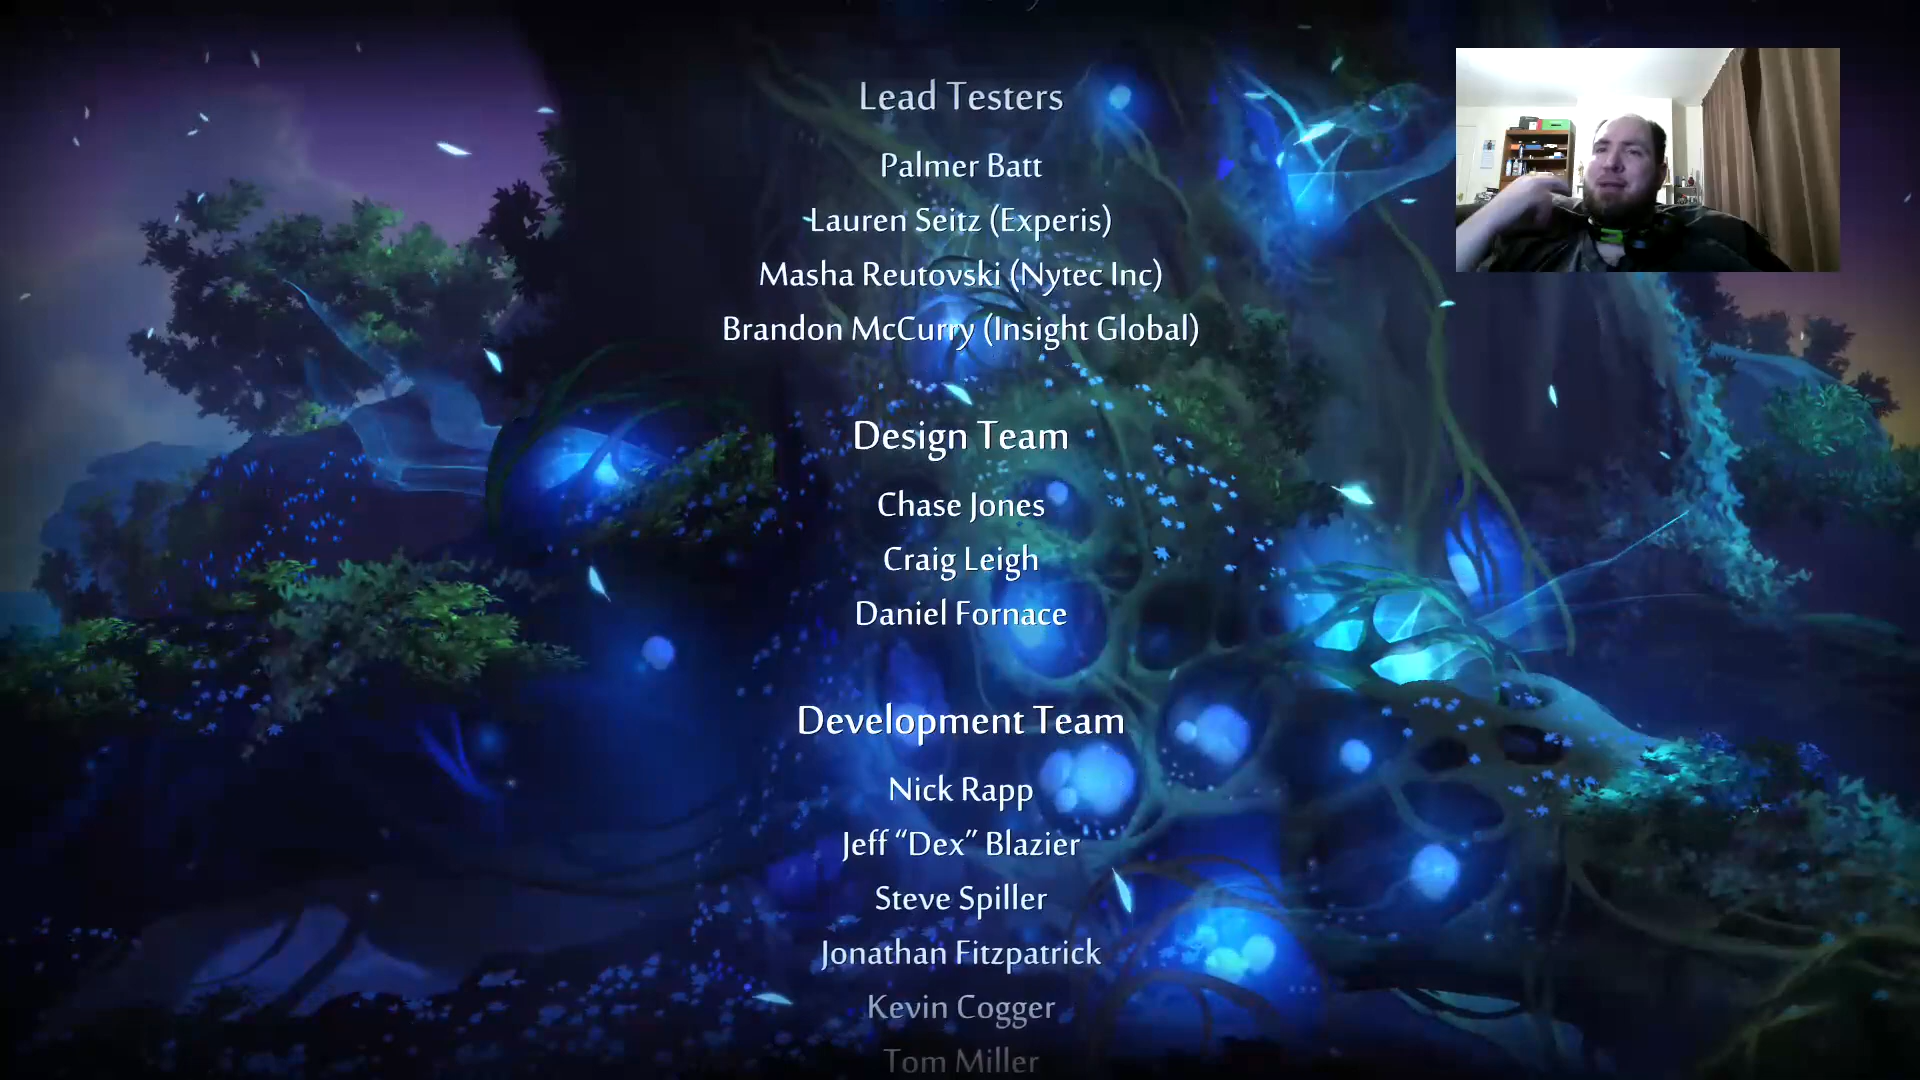 Lead Testers
Palmer Batt
Lauren Seitz (Experis)
Masha Reutovski (Nytec Inc)
Brandon McCurry (Insight Global)
Design Team
Chase Jones
Craig Leigh
Daniel Fornace
Development Team
Nick Rapp
Jeff “Dex” Blazier
Steve Spiller
Jonathan Fitzpatrick
Kevin Cogger
Tom Miller